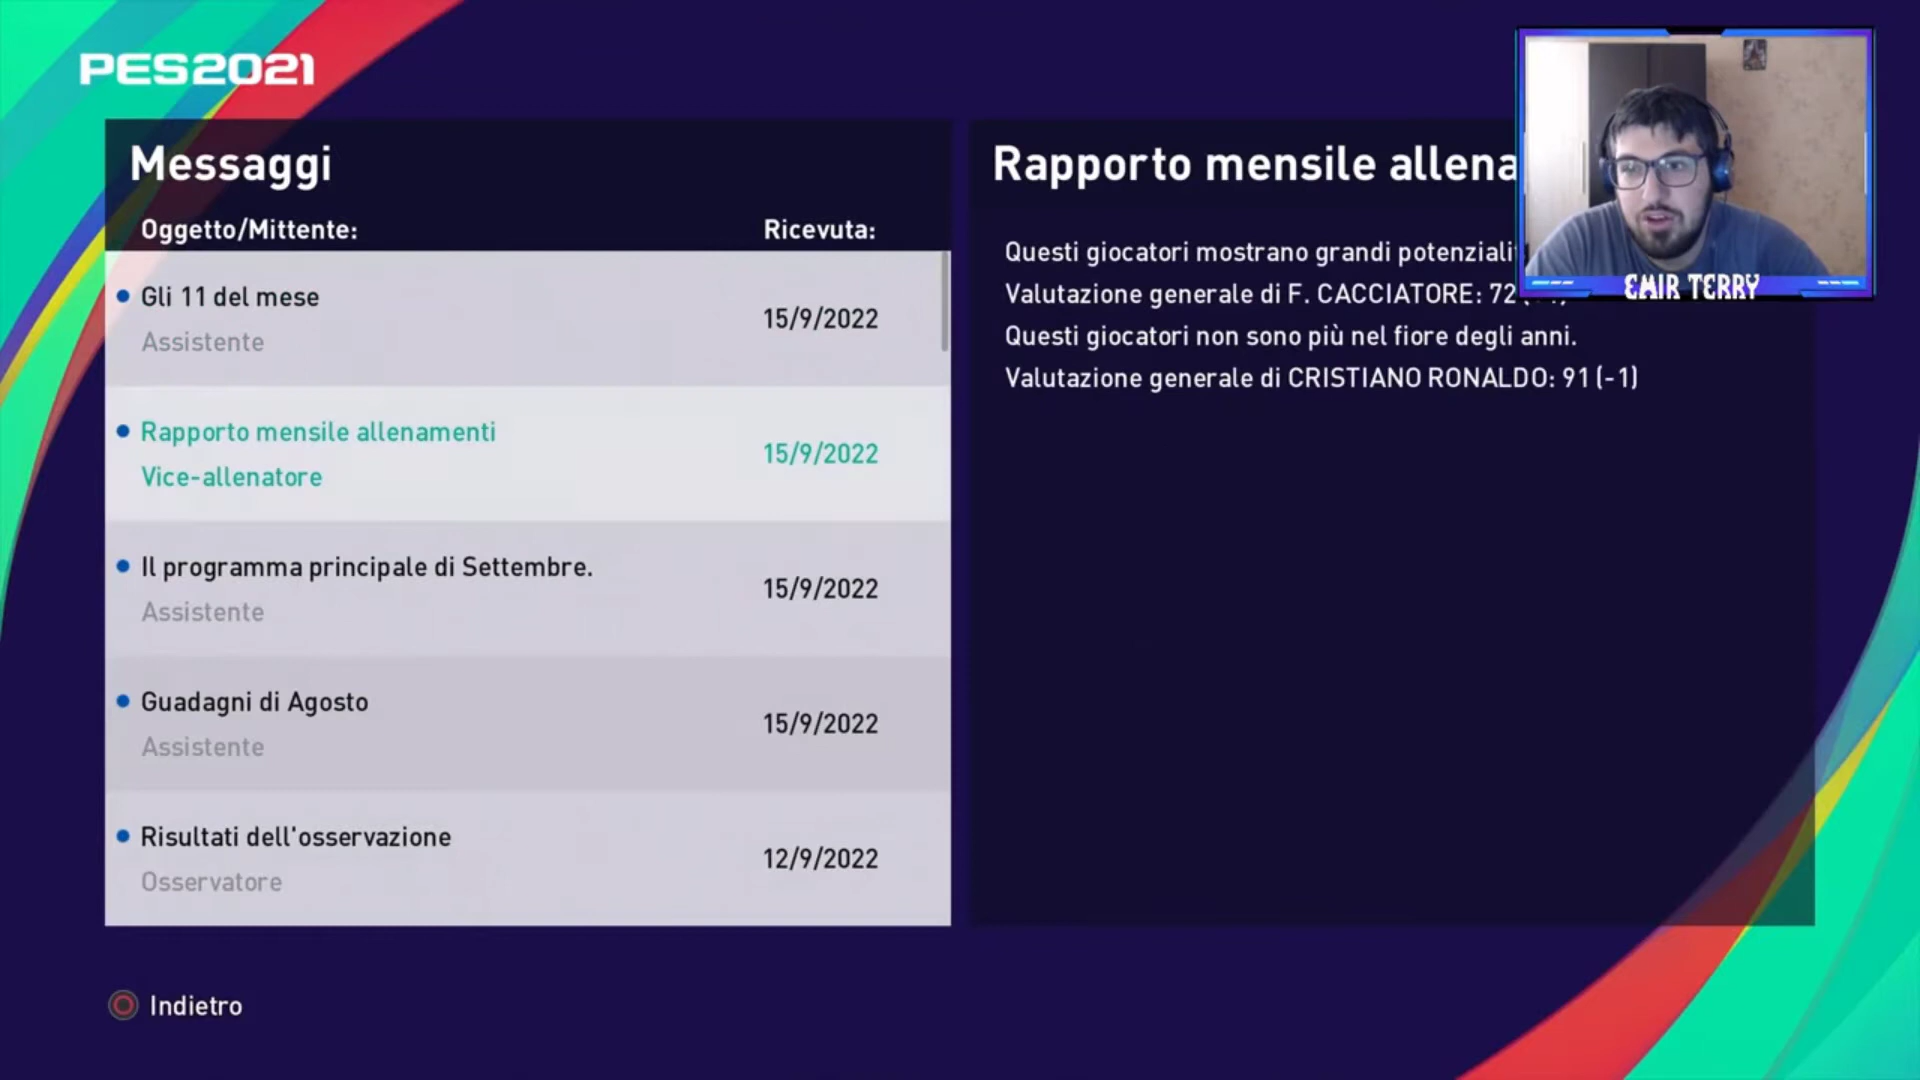 PES2021
Messaggi
Oggetto/Mittente:
Ricevuta:
Gli 11 del mese
Assistente
15/9/2022
Rapporto mensile allenamenti
Vice-allenatore
15/9/2022
Il programma principale di Settembre.
Assistente
15/9/2022
Guadagni di Agosto
Assistente
15/9/2022
Risultati dell'osservazione
Osservatore
12/9/2022
Rapporto mensile allena
Questi giocatori mostrano grandi potenzialit
Valutazione generale di F. CACCIATORE: 72
Questi giocatori non sono più nel fiore degli anni.
Valutazione generale di CRISTIANO RONALDO: 91 (-1)
EMIR TERRY
Indietro